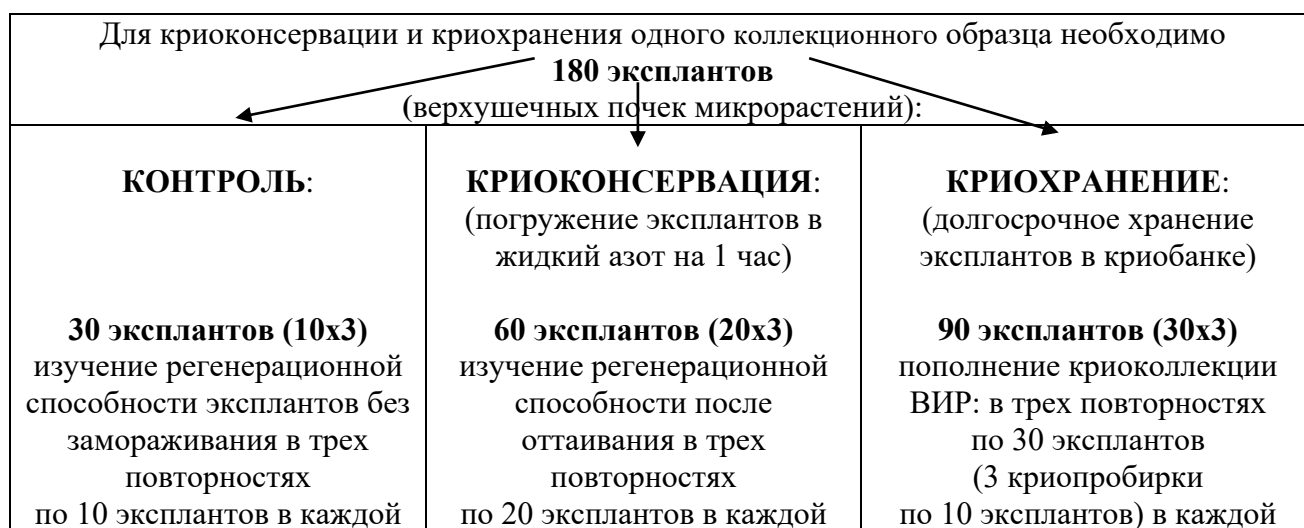 Для криоконсервации и криохранения одного коллекционного образца необходимо
180 эксплантов
(верхушечных почек микрорастений):
КОНТРОЛЬ:
30 эксплантов (10х3)
изучение регенерационной
способности эксплантов без
замораживания в трех
повторностях
по 10 эксплантов в каждой
КРИОКОНСЕРВАЦИЯ:
(погружение эксплантов в
жидкий азот на 1 час)
60 эксплантов (20х3)
изучение регенерационной
способности после
оттаивания в трех
повторностях
по 20 эксплантов в каждой
КРИОХРАНЕНИЕ:
(долгосрочное хранение
эксплантов в криобанке)
90 эксплантов (30х3)
пополнение криоколлекции
ВИР: в трех повторностях
по 30 эксплантов
(3 криопробирки
по 10 эксплантов) в каждой